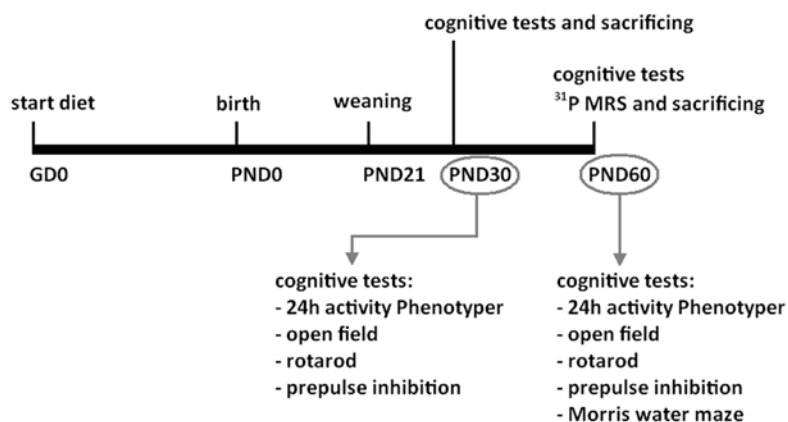 cognitive tests and sacrificing
cognitive tests
³¹P MRS and sacrificing
start diet
birth
weaning
GD0
PND0
PND21
PND30
PND60
cognitive tests:
- 24h activity Phenotyper
- open field
- rotarod
- prepulse inhibition
cognitive tests:
- 24h activity Phenotyper
- open field
- rotarod
- prepulse inhibition
- Morris water maze